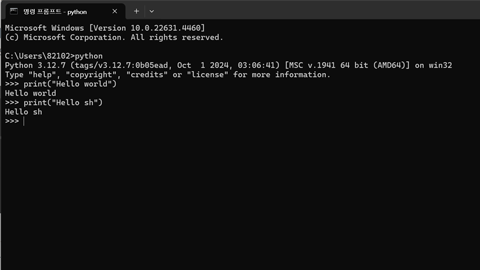 명령 프롬프트 - python
Microsoft Windows [Version 10.0.22631.4460]
(c) Microsoft Corporation. All rights reserved.
C:\Users\82102>python
Python 3.12.7 (tags/v3.12.7:0b05ead, Oct  1 2024, 03:06:41) [MSC v.1941 64 bit (AMD64)] on win32
Type "help", "copyright", "credits" or "license" for more information.
>>> print("Hello world")
Hello world
>>> print("Hello sh")
Hello sh
>>>